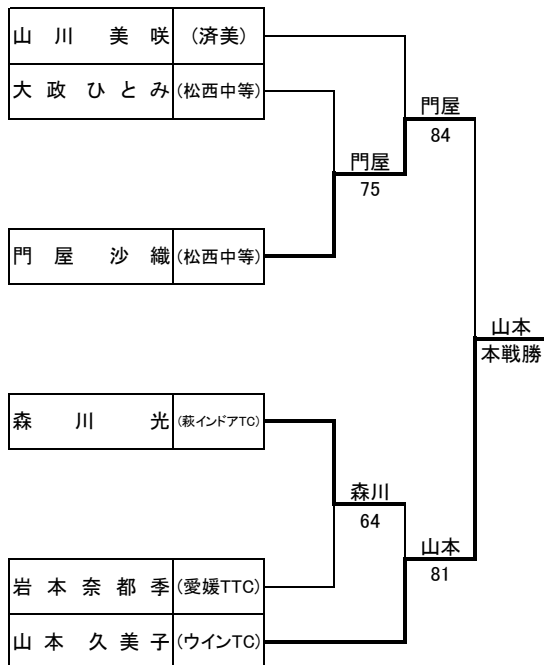 山川 美咲 (済美)
大政ひとみ (松西中等)
門屋
84
門屋
75
門屋 沙織 (松西中等)
山本
本戦勝
森川 光 (萩インドアTC)
森川
64
山本
81
岩本奈都季 (愛媛TTC)
山本 久美子 (ウインTC)